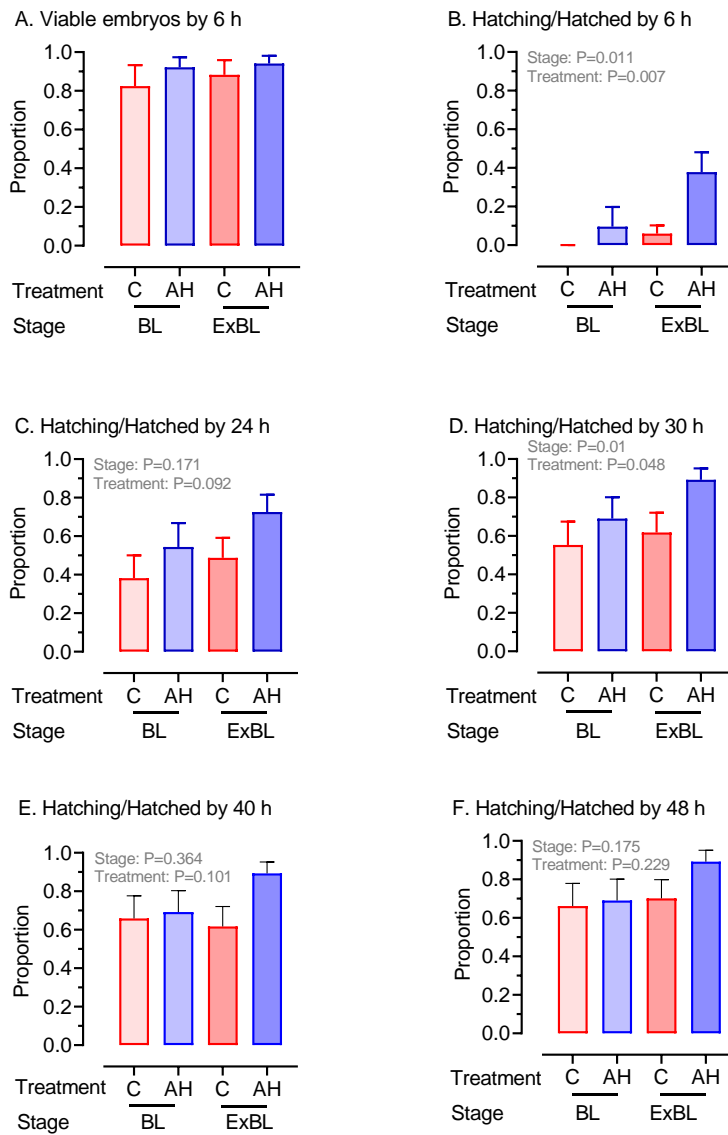 A. Viable embryos by 6 h
Proportion
1.0
0.8
0.6
0.4
0.2
0.0
Treatment C AH C AH
Stage BL ExBL
B. Hatching/Hatched by 6 h
Stage: P=0.011
Treatment: P=0.007
Proportion
1.0
0.8
0.6
0.4
0.2
0.0
Treatment C AH C AH
Stage BL ExBL
C. Hatching/Hatched by 24 h
Stage: P=0.171
Treatment: P=0.092
Proportion
1.0
0.8
0.6
0.4
0.2
0.0
Treatment C AH C AH
Stage BL ExBL
D. Hatching/Hatched by 30 h
Stage: P=0.01
Treatment: P=0.048
Proportion
1.0
0.8
0.6
0.4
0.2
0.0
Treatment C AH C AH
Stage BL ExBL
E. Hatching/Hatched by 40 h
Stage: P=0.364
Treatment: P=0.101
Proportion
1.0
0.8
0.6
0.4
0.2
0.0
Treatment C AH C AH
Stage BL ExBL
F. Hatching/Hatched by 48 h
Stage: P=0.175
Treatment: P=0.229
Proportion
1.0
0.8
0.6
0.4
0.2
0.0
Treatment C AH C AH
Stage BL ExBL